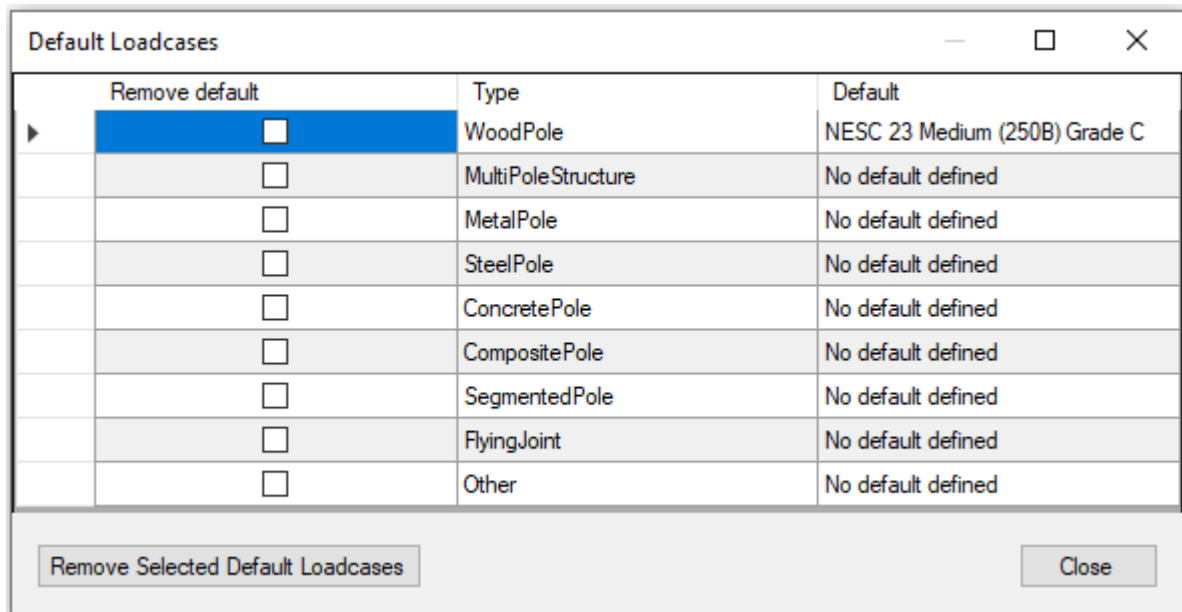 Default Loadcases
Remove default Type Default
WoodPole NESC 23 Medium (250B) Grade C
MultiPoleStructure No default defined
MetalPole No default defined
SteelPole No default defined
ConcretePole No default defined
CompositePole No default defined
SegmentedPole No default defined
FlyingJoint No default defined
Other No default defined
Remove Selected Default Loadcases Close